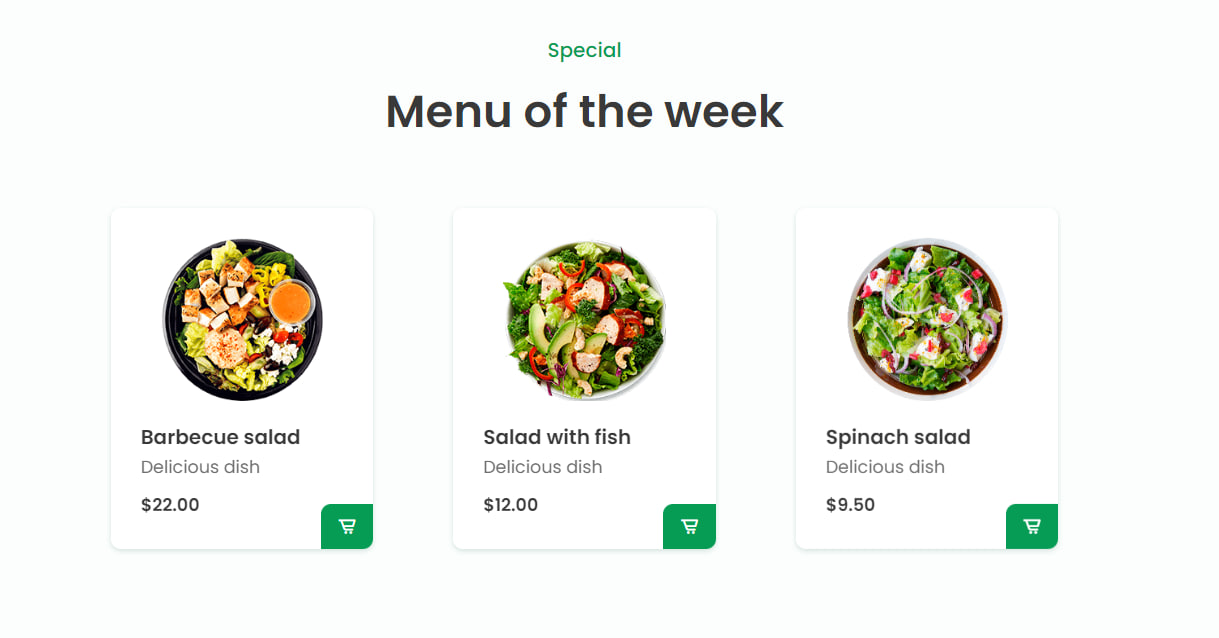 Special
Menu of the week
Barbecue salad
Delicious dish
$22.00
Salad with fish
Delicious dish
$12.00
Spinach salad
Delicious dish
$9.50